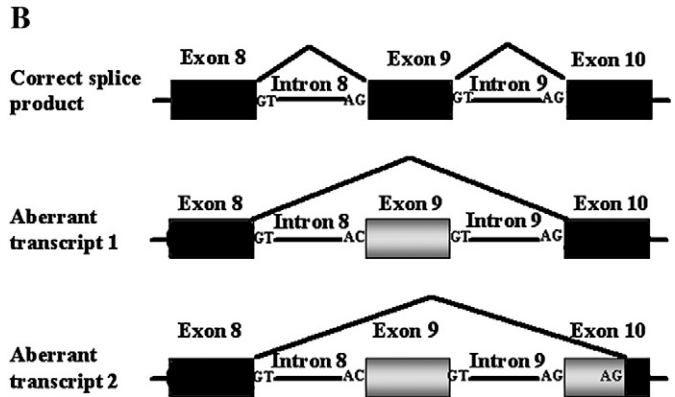 B
Exon 8 Exon 9 Exon 10
Correct splice product
GT Intron 8 AG GT Intron 9 AG
Exon 8 Exon 9 Exon 10
Aberrant transcript 1
GT Intron 8 AC GT Intron 9 AG
Exon 8 Exon 9 Exon 10
Aberrant transcript 2
GT Intron 8 AC GT Intron 9 AG AG